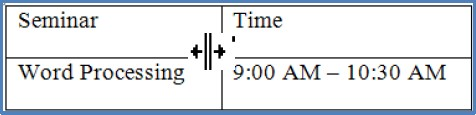 Seminar Time
Word Processing 9:00 AM – 10:30 AM